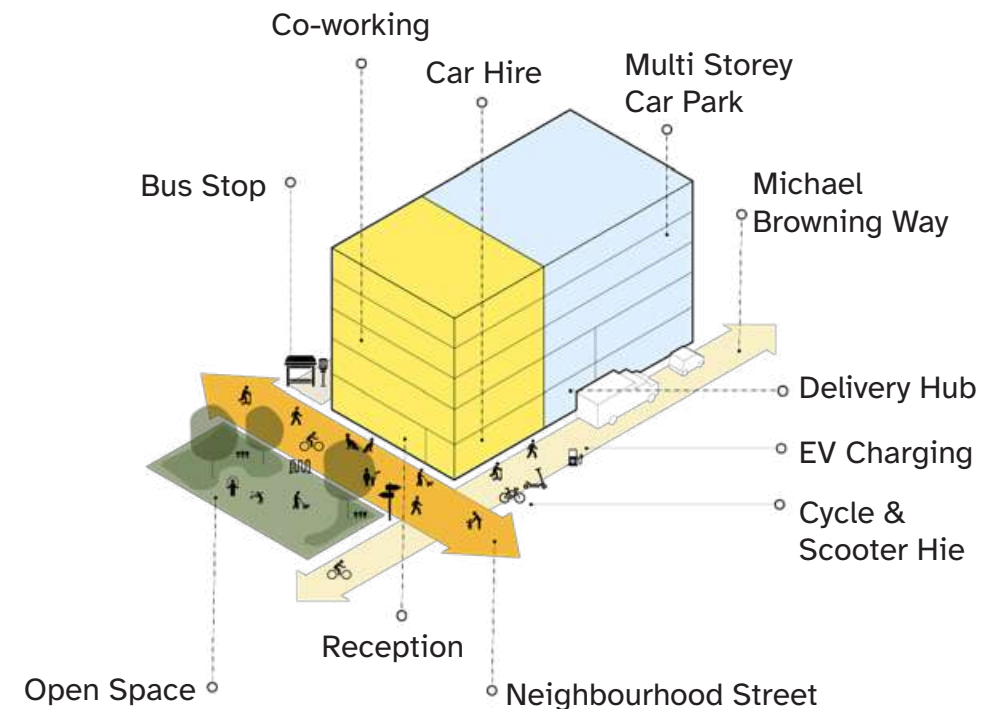 Co-working
Car Hire
Multi Storey
Car Park
Bus Stop
Michael
Browning Way
Delivery Hub
EV Charging
Cycle &
Scooter Hie
Reception
Open Space
Neighbourhood Street